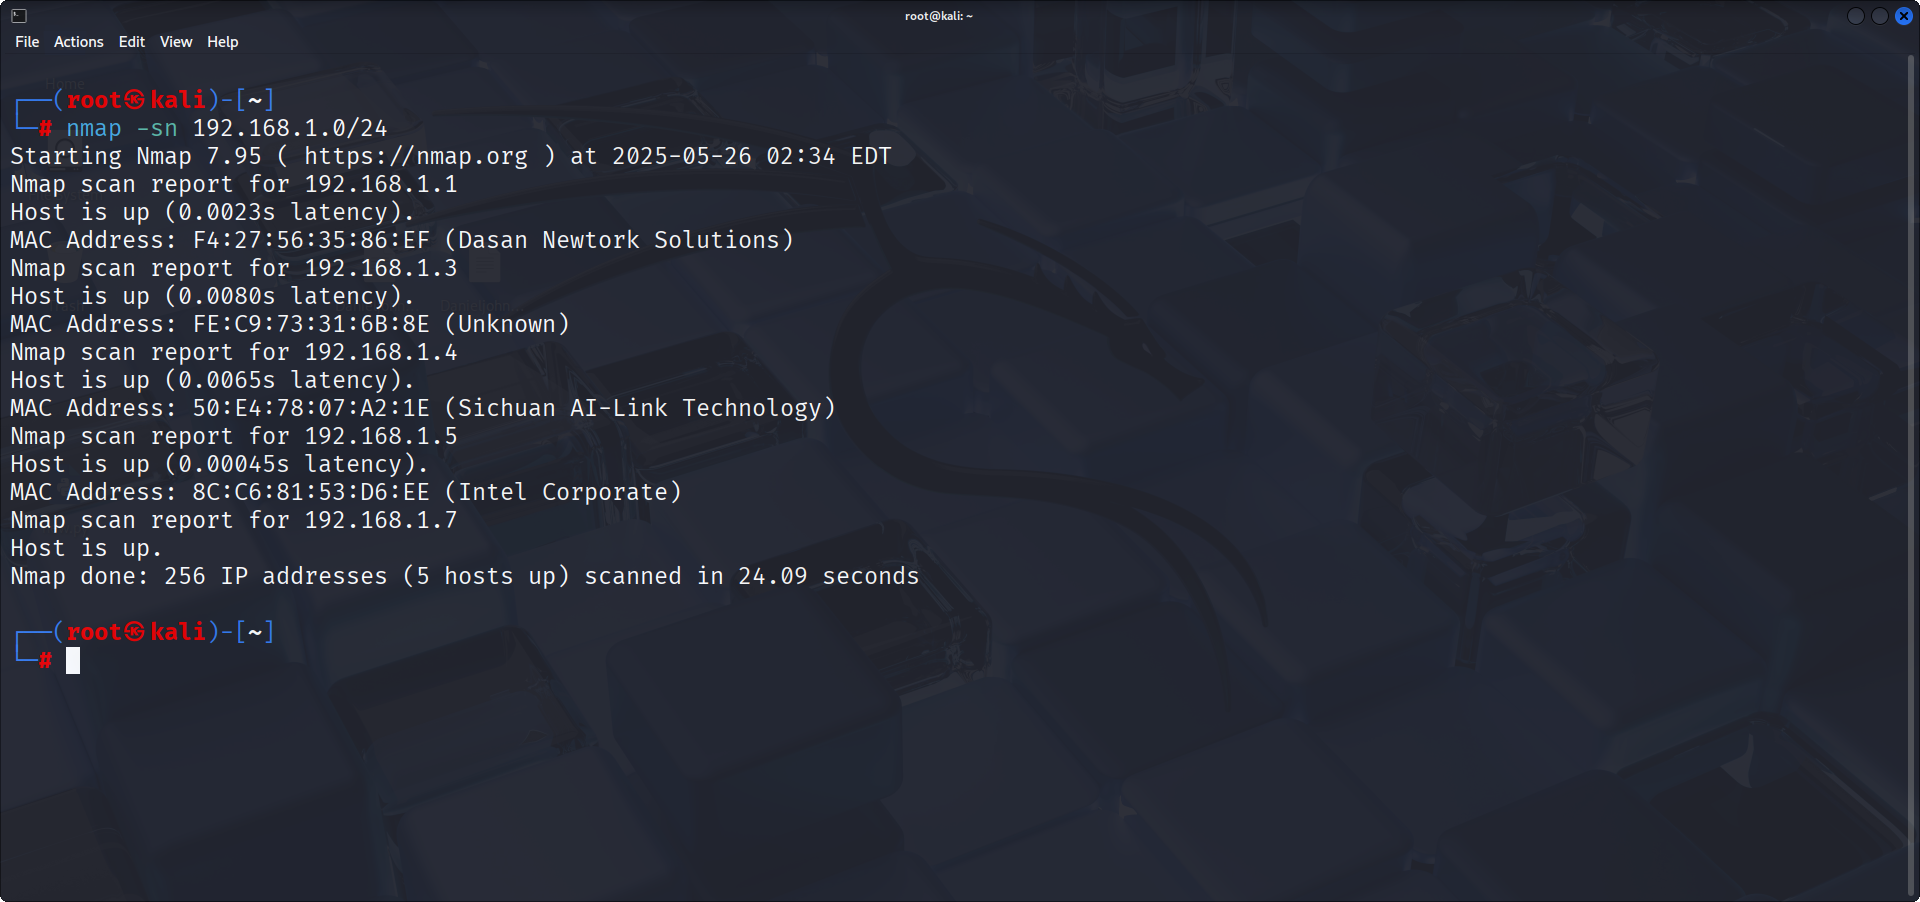 root@kali: ~
File Actions Edit View Help
┌──(root㉿kali)-[~]
└─# nmap -sn 192.168.1.0/24
Starting Nmap 7.95 ( https://nmap.org ) at 2025-05-26 02:34 EDT
Nmap scan report for 192.168.1.1
Host is up (0.0023s latency).
MAC Address: F4:27:56:35:86:EF (Dasan Newtork Solutions)
Nmap scan report for 192.168.1.3
Host is up (0.0080s latency).
MAC Address: FE:C9:73:31:6B:8E (Unknown)
Nmap scan report for 192.168.1.4
Host is up (0.0065s latency).
MAC Address: 50:E4:78:07:A2:1E (Sichuan AI-Link Technology)
Nmap scan report for 192.168.1.5
Host is up (0.00045s latency).
MAC Address: 8C:C6:81:53:D6:EE (Intel Corporate)
Nmap scan report for 192.168.1.7
Host is up.
Nmap done: 256 IP addresses (5 hosts up) scanned in 24.09 seconds
┌──(root㉿kali)-[~]
└─#